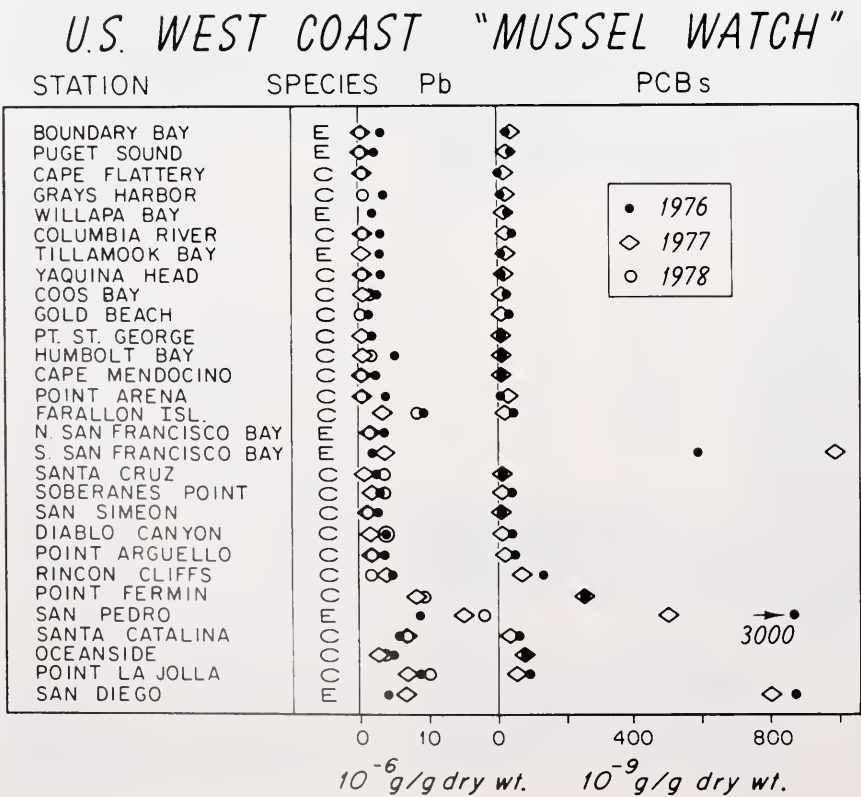 U.S. WEST COAST "MUSSEL WATCH"
STATION SPECIES Pb PCBs
BOUNDARY BAY E
PUGET SOUND E
CAPE FLATTERY C
GRAYS HARBOR C
WILLAPA BAY E
COLUMBIA RIVER C
TILLAMOOK BAY E
YAQUINA HEAD C
COOS BAY C
GOLD BEACH C
PT. ST. GEORGE C
HUMBOLT BAY C
CAPE MENDOCINO C
POINT ARENA C
FARALLON ISL. C
N. SAN FRANCISCO BAY E
S. SAN FRANCISCO BAY E
SANTA CRUZ C
SOBERANES POINT C
SAN SIMEON C
DIABLO CANYON C
POINT ARGUELLO C
RINCON CLIFFS C
POINT FERMIN C
SAN PEDRO E
SANTA CATALINA C
OCEANSIDE C
POINT LA JOLLA C
SAN DIEGO E
1976
1977
1978
3000
0 10 0 400 800
10⁻⁶ g/g dry wt. 10⁻⁹ g/g dry wt.